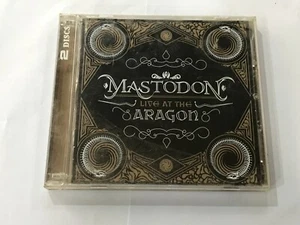 2 DISCS
MASTODON
LIVE AT THE
ARAGON